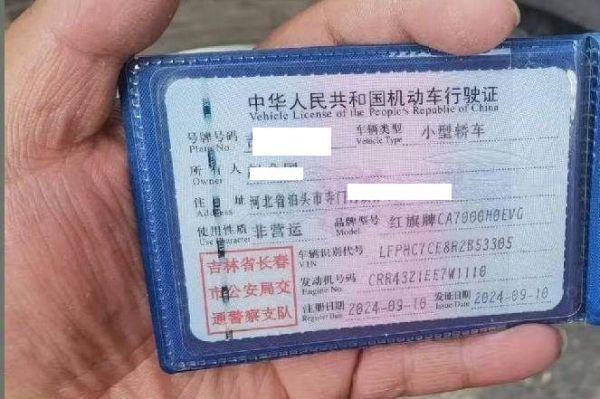 中华人民共和国机动车行驶证
Vehicle License of the People's Republic of China
号牌号码 Plate No. 车辆类型 Vehicle Type 小型轿车
所有人 Owner
住址 Address 河北省泊头市寺门
使用性质 Use Character 非营运 品牌型号 Model 红旗牌CA7000H0EVG
车辆识别代号 VIN LFPHC7CE8R2B53305
发动机号码 Engine No. CRR4321EE7W1110
注册日期 Register Date 2024-09-10 发证日期 Issue Date 2024-09-10
吉林省长春
市公安局交
通警察支队